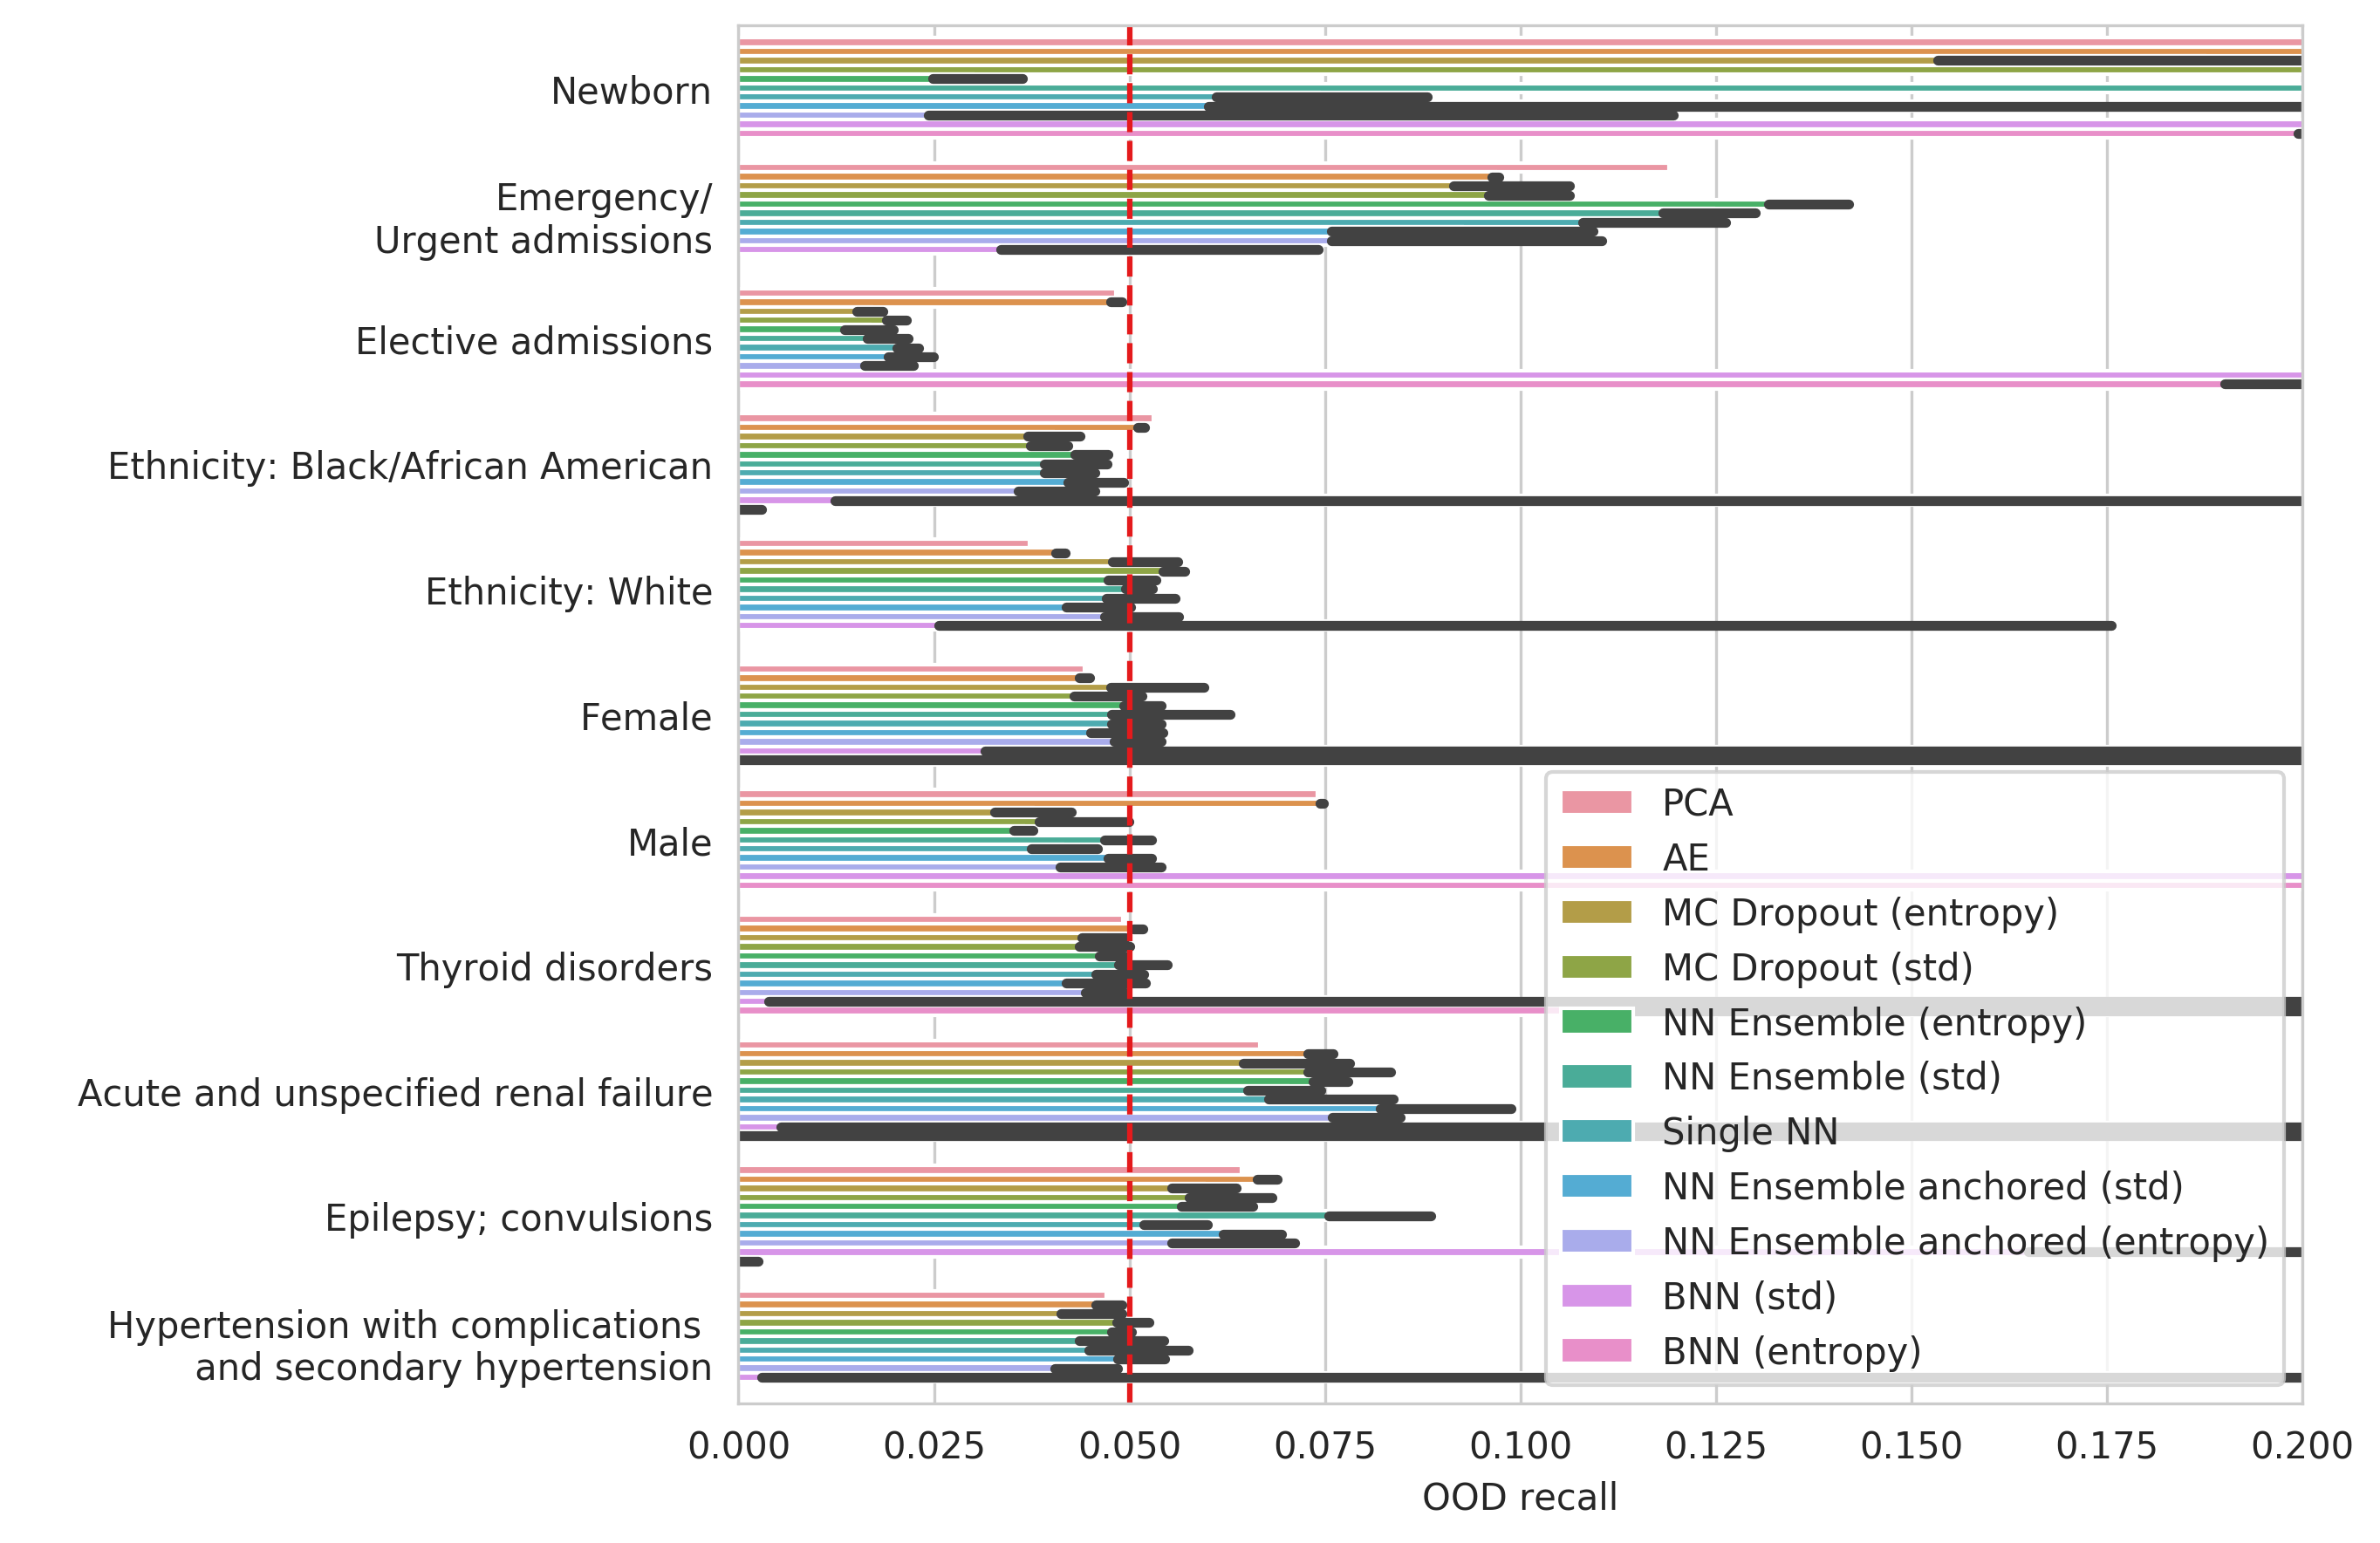 Newborn
Emergency/
Urgent admissions
Elective admissions
Ethnicity: Black/African American
Ethnicity: White
Female
Male
Thyroid disorders
Acute and unspecified renal failure
Epilepsy; convulsions
Hypertension with complications
and secondary hypertension
PCA
AE
MC Dropout (entropy)
MC Dropout (std)
NN Ensemble (entropy)
NN Ensemble (std)
Single NN
NN Ensemble anchored (std)
NN Ensemble anchored (entropy)
BNN (std)
BNN (entropy)
0.000 0.025 0.050 0.075 0.100 0.125 0.150 0.175 0.200
OOD recall